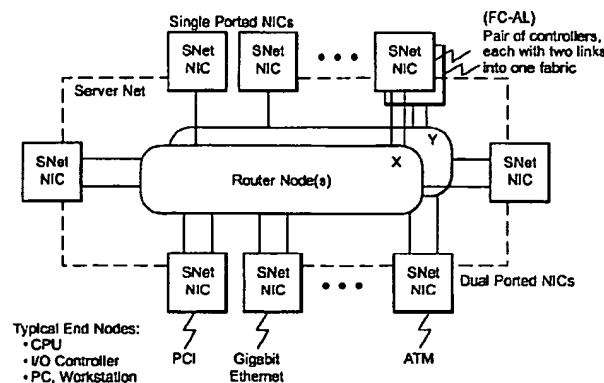 Single Ported NICs
(FC-AL)
Pair of controllers,
each with two links
into one fabric
SNet
NIC
SNet
NIC
SNet
NIC
Server Net
SNet
NIC
Y
X
Router Node(s)
SNet
NIC
SNet
NIC
SNet
NIC
SNet
NIC
Dual Ported NICs
Typical End Nodes:
• CPU
• I/O Controller
• PC, Workstation
PCI
Gigabit
Ethernet
ATM